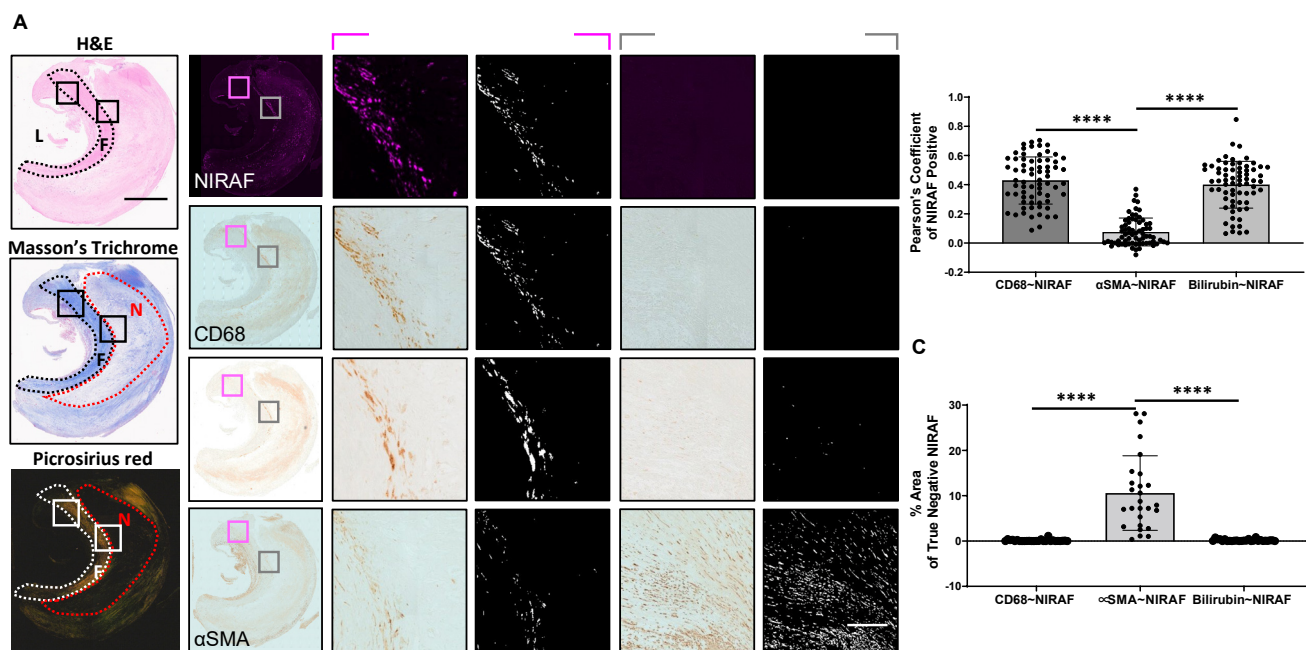 A
H&E
L
F
Masson's Trichrome
N
F
Picrosirius red
N
F
NIRAF
CD68
αSMA
Pearson's Coefficient
of NIRAF Positive
1.0
0.8
0.6
0.4
0.2
0.0
-0.2
****
****
CD68~NIRAF
αSMA~NIRAF
Bilirubin~NIRAF
C
% Area
of True Negative NIRAF
30
20
10
0
-10
****
****
CD68~NIRAF
∝SMA~NIRAF
Bilirubin~NIRAF